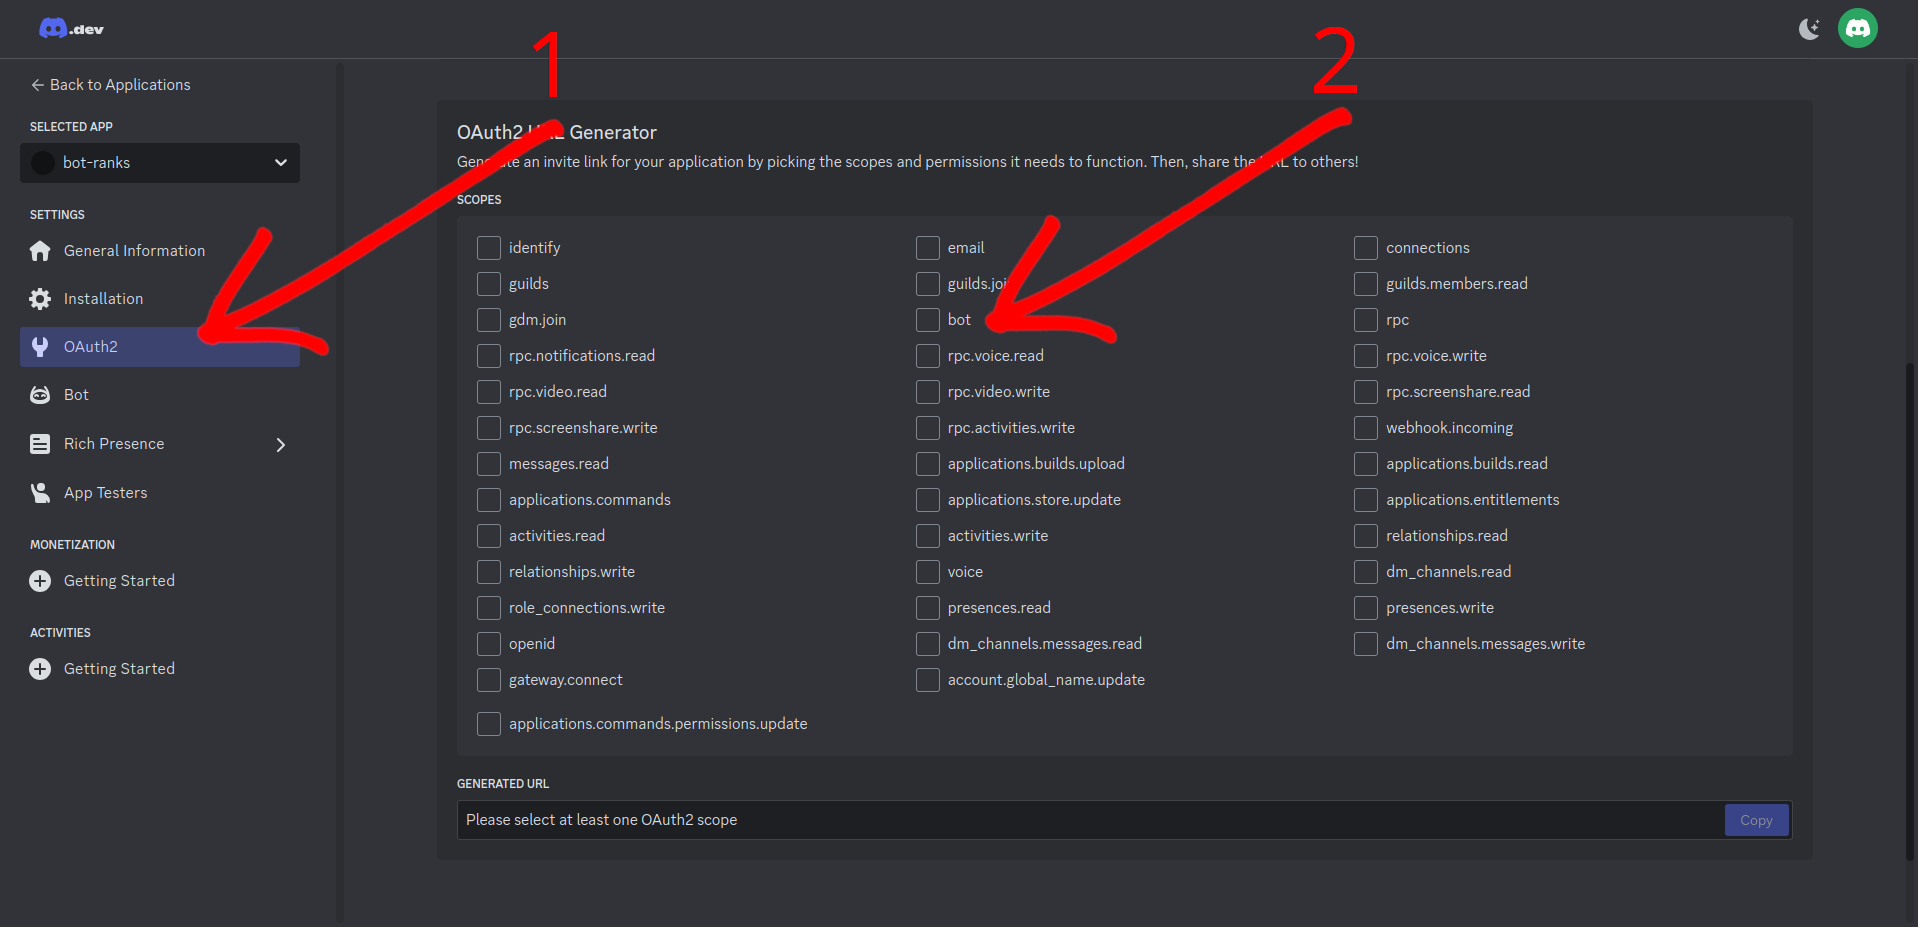 .dev
1
2
Back to Applications
SELECTED APP
bot-ranks
SETTINGS
General Information
Installation
OAuth2
Bot
Rich Presence
App Testers
MONETIZATION
Getting Started
ACTIVITIES
Getting Started
OAuth2 URL Generator
Generate an invite link for your application by picking the scopes and permissions it needs to function. Then, share the URL to others!
SCOPES
identify
email
connections
guilds
guilds.join
guilds.members.read
gdm.join
bot
rpc
rpc.notifications.read
rpc.voice.read
rpc.voice.write
rpc.video.read
rpc.video.write
rpc.screenshare.read
rpc.screenshare.write
rpc.activities.write
webhook.incoming
messages.read
applications.builds.upload
applications.builds.read
applications.commands
applications.store.update
applications.entitlements
activities.read
activities.write
relationships.read
relationships.write
voice
dm_channels.read
role_connections.write
presences.read
presences.write
openid
dm_channels.messages.read
dm_channels.messages.write
gateway.connect
account.global_name.update
applications.commands.permissions.update
GENERATED URL
Please select at least one OAuth2 scope
Copy